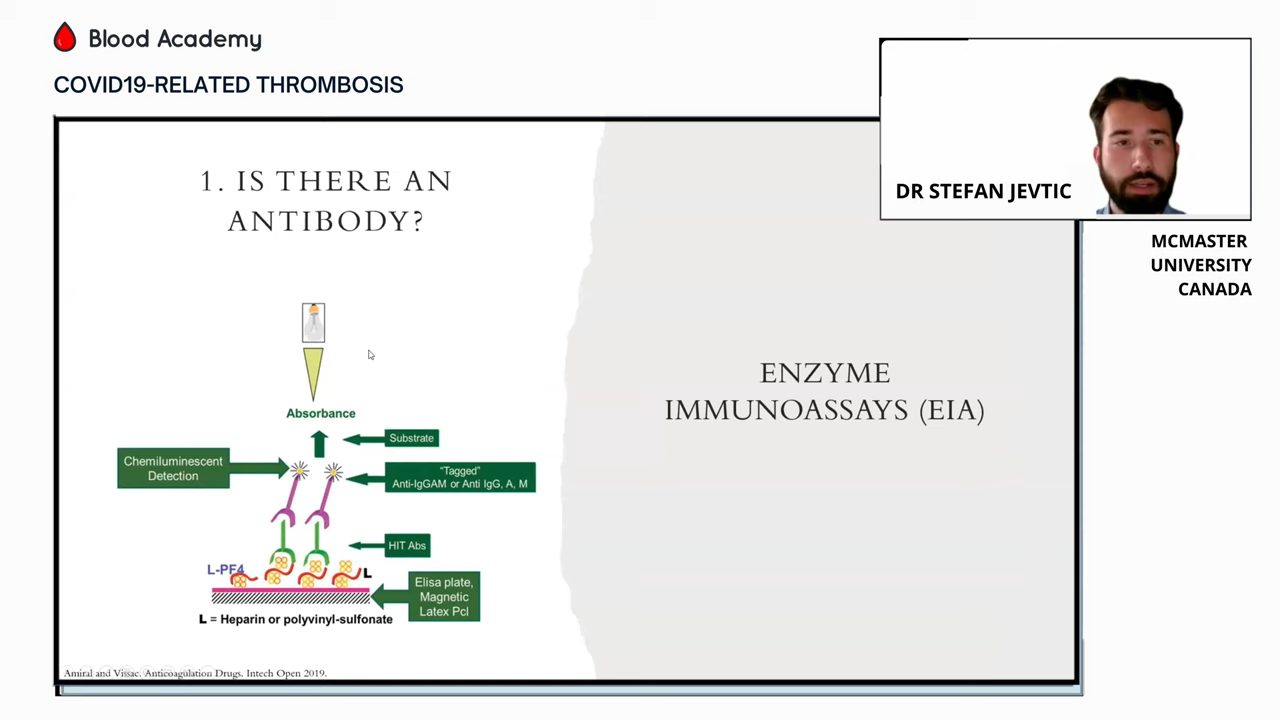 Blood Academy
COVID19-RELATED THROMBOSIS
DR STEFAN JEVTIC
MCMASTER
UNIVERSITY
CANADA
1. IS THERE AN
ANTIBODY?
Absorbance
Substrate
Chemiluminescent
Detection
"Tagged"
Anti-IgGAM or Anti IgG, A, M
HIT Abs
L-PF4
L
Elisa plate,
Magnetic
Latex Pcl
L = Heparin or polyvinyl-sulfonate
Amiral and Vissac. Anticoagulation Drugs. Intech Open 2019.
ENZYME
IMMUNOASSAYS (EIA)